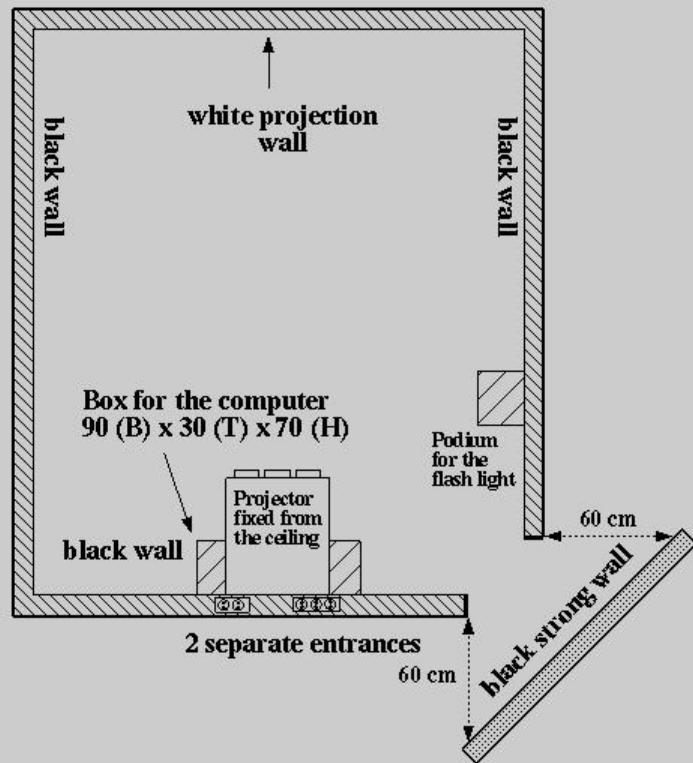 white projection
wall
black wall
black wall
Box for the computer
90 (B) x 30 (T) x 70 (H)
Podium
for the
flash light
Projector
fixed from
the ceiling
black wall
60 cm
black strong wall
2 separate entrances
60 cm